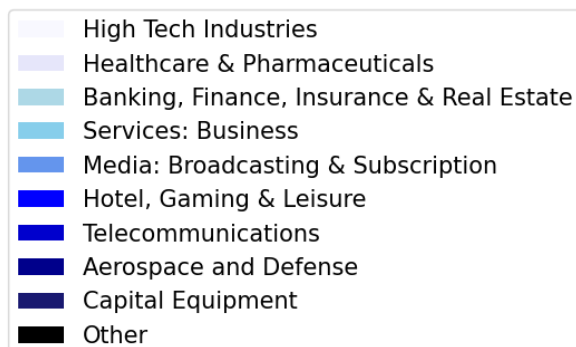 High Tech Industries
Healthcare & Pharmaceuticals
Banking, Finance, Insurance & Real Estate
Services: Business
Media: Broadcasting & Subscription
Hotel, Gaming & Leisure
Telecommunications
Aerospace and Defense
Capital Equipment
Other